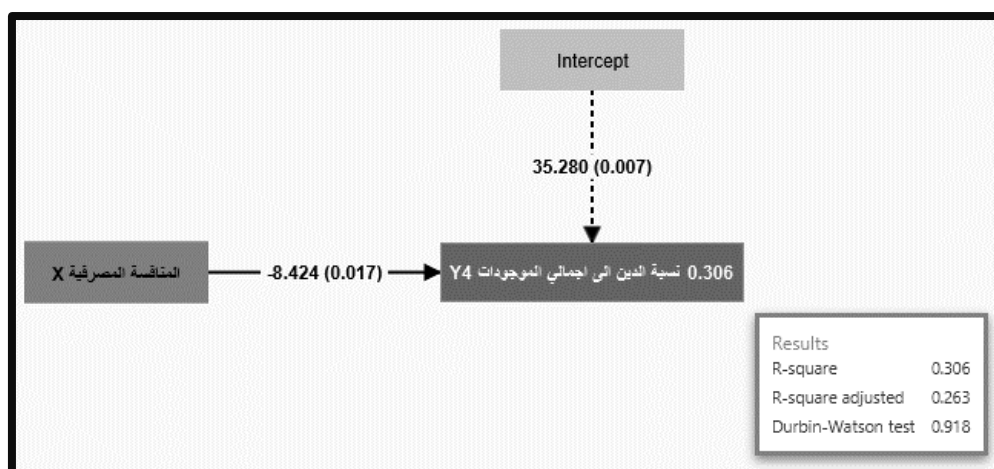 Intercept
35.280 (0.007)
المنافسة المصرفية X
-8.424 (0.017)
0.306 نسبة الدين الى اجمالي الموجودات Y4
Results
R-square 0.306
R-square adjusted 0.263
Durbin-Watson test 0.918